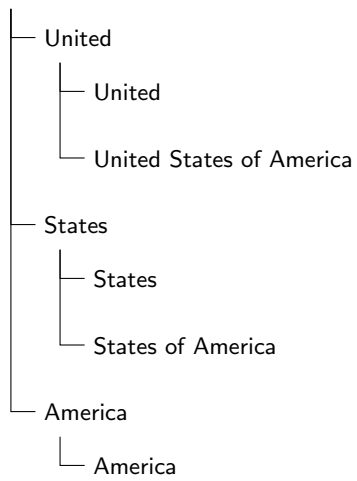 United
United
United States of America
States
States
States of America
America
America